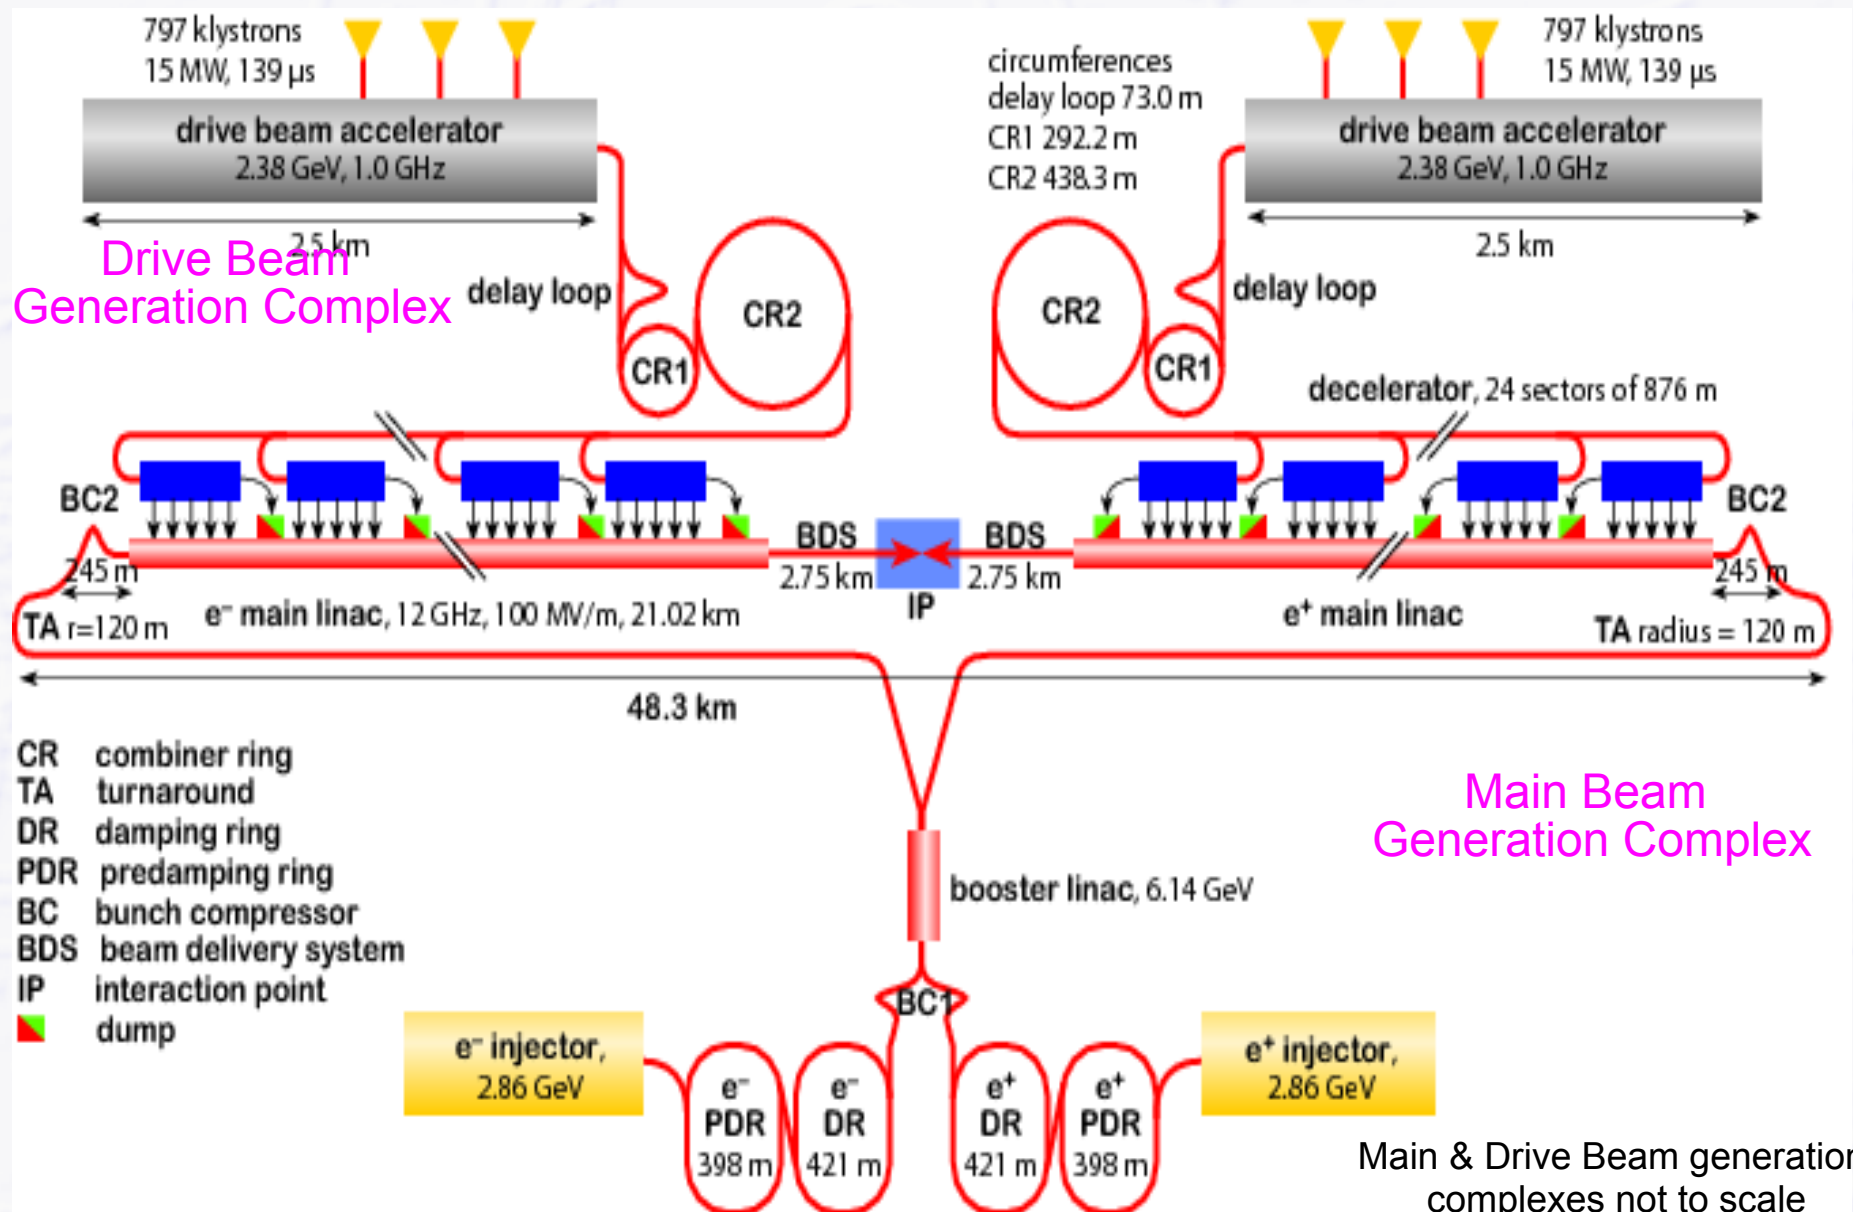 797 klystrons
15 MW, 139 µs
circumferences
delay loop 73.0 m
CR1 292.2 m
CR2 438.3 m
797 klystrons
15 MW, 139 µs
drive beam accelerator
2.38 GeV, 1.0 GHz
drive beam accelerator
2.38 GeV, 1.0 GHz
2.5 km
2.5 km
Drive Beam
Generation Complex
delay loop
CR2
CR1
CR2
CR1
delay loop
decelerator, 24 sectors of 876 m
BC2
BC2
BDS
2.75 km
IP
BDS
2.75 km
245 m
245 m
TA r=120 m
e⁻ main linac, 12 GHz, 100 MV/m, 21.02 km
e⁺ main linac
TA radius = 120 m
48.3 km
CR combiner ring
TA turnaround
DR damping ring
PDR predamping ring
BC bunch compressor
BDS beam delivery system
IP interaction point
dump
Main Beam
Generation Complex
booster linac, 6.14 GeV
BC1
e⁻ injector,
2.86 GeV
e⁻
PDR
398 m
e⁻
DR
421 m
e⁺
DR
421 m
e⁺
PDR
398 m
e⁺ injector,
2.86 GeV
Main & Drive Beam generation
complexes not to scale